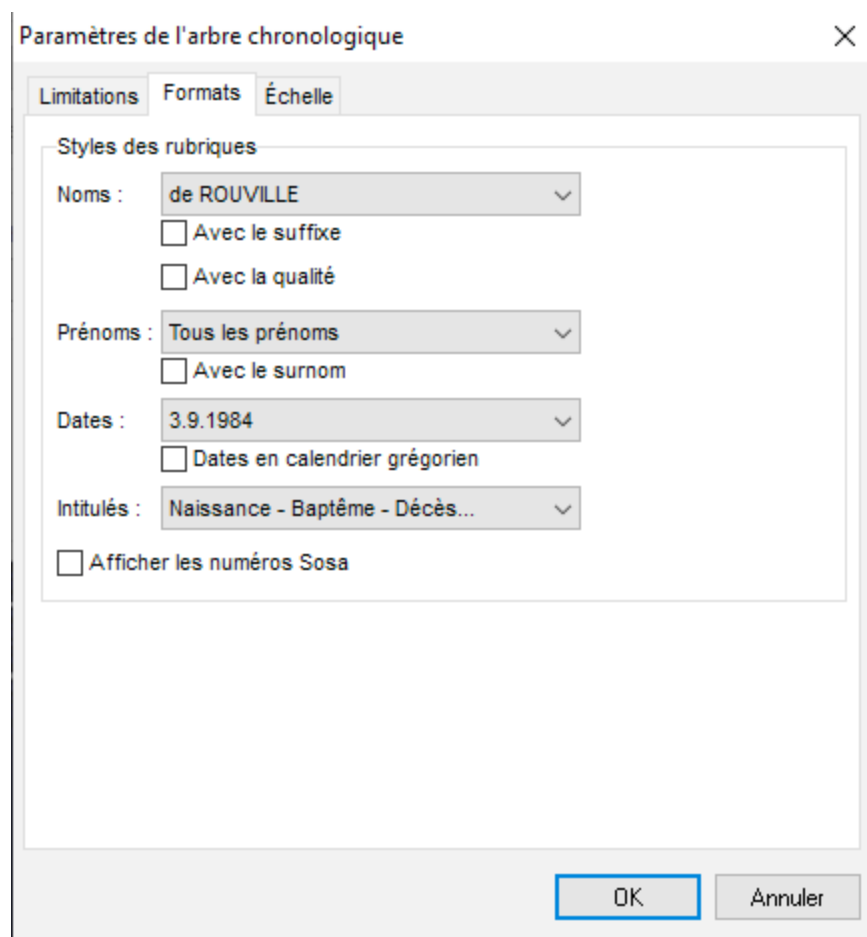 Paramètres de l'arbre chronologique
Limitations Formats Échelle
Styles des rubriques
Noms : de ROUVILLE
Avec le suffixe
Avec la qualité
Prénoms : Tous les prénoms
Avec le surnom
Dates : 3.9.1984
Dates en calendrier grégorien
Intitulés : Naissance - Baptême - Décès...
Afficher les numéros Sosa
OK Annuler